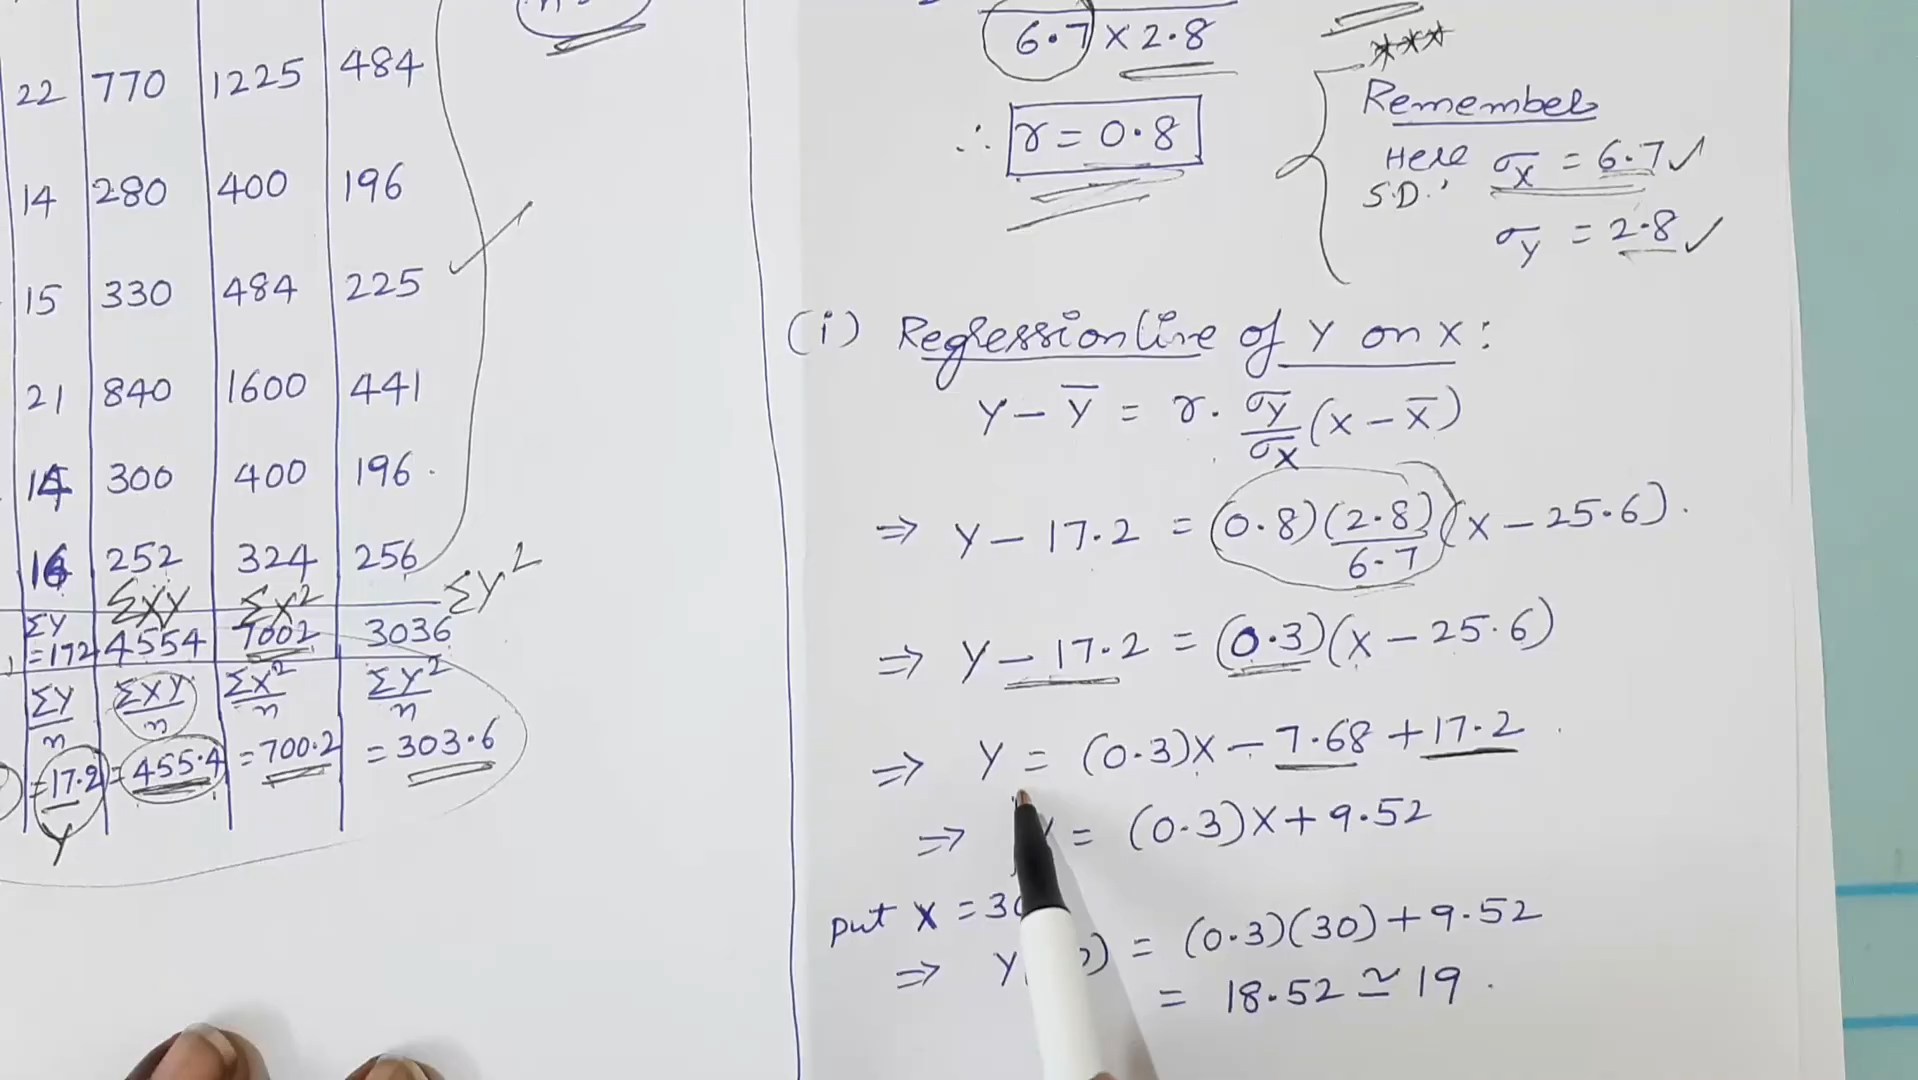 22 770 1225 484
14 280 400 196
15 330 484 225
21 840 1600 441
14 300 400 196
16 252 324 256
ΣXY ΣX² ΣY²
ΣY
=172 4554 7002 3036
ΣY/n ΣXY/n ΣX²/n ΣY²/n
=17.2 =455.4 =700.2 =303.6
Y
6.7 × 2.8
∴ r = 0.8
***
Remember
Here σx = 6.7 ✓
S.D.'
σy = 2.8 ✓
(i) Regression line of Y on X:
Y − Ȳ = r. σy/σx (X − X̄)
⇒ Y − 17.2 = (0.8)(2.8)/6.7 (X − 25.6).
⇒ Y − 17.2 = (0.3)(X − 25.6)
⇒ Y = (0.3)X − 7.68 + 17.2
⇒ Y = (0.3)X + 9.52
put X = 30
⇒ Y = (0.3)(30) + 9.52
= 18.52 ≃ 19.